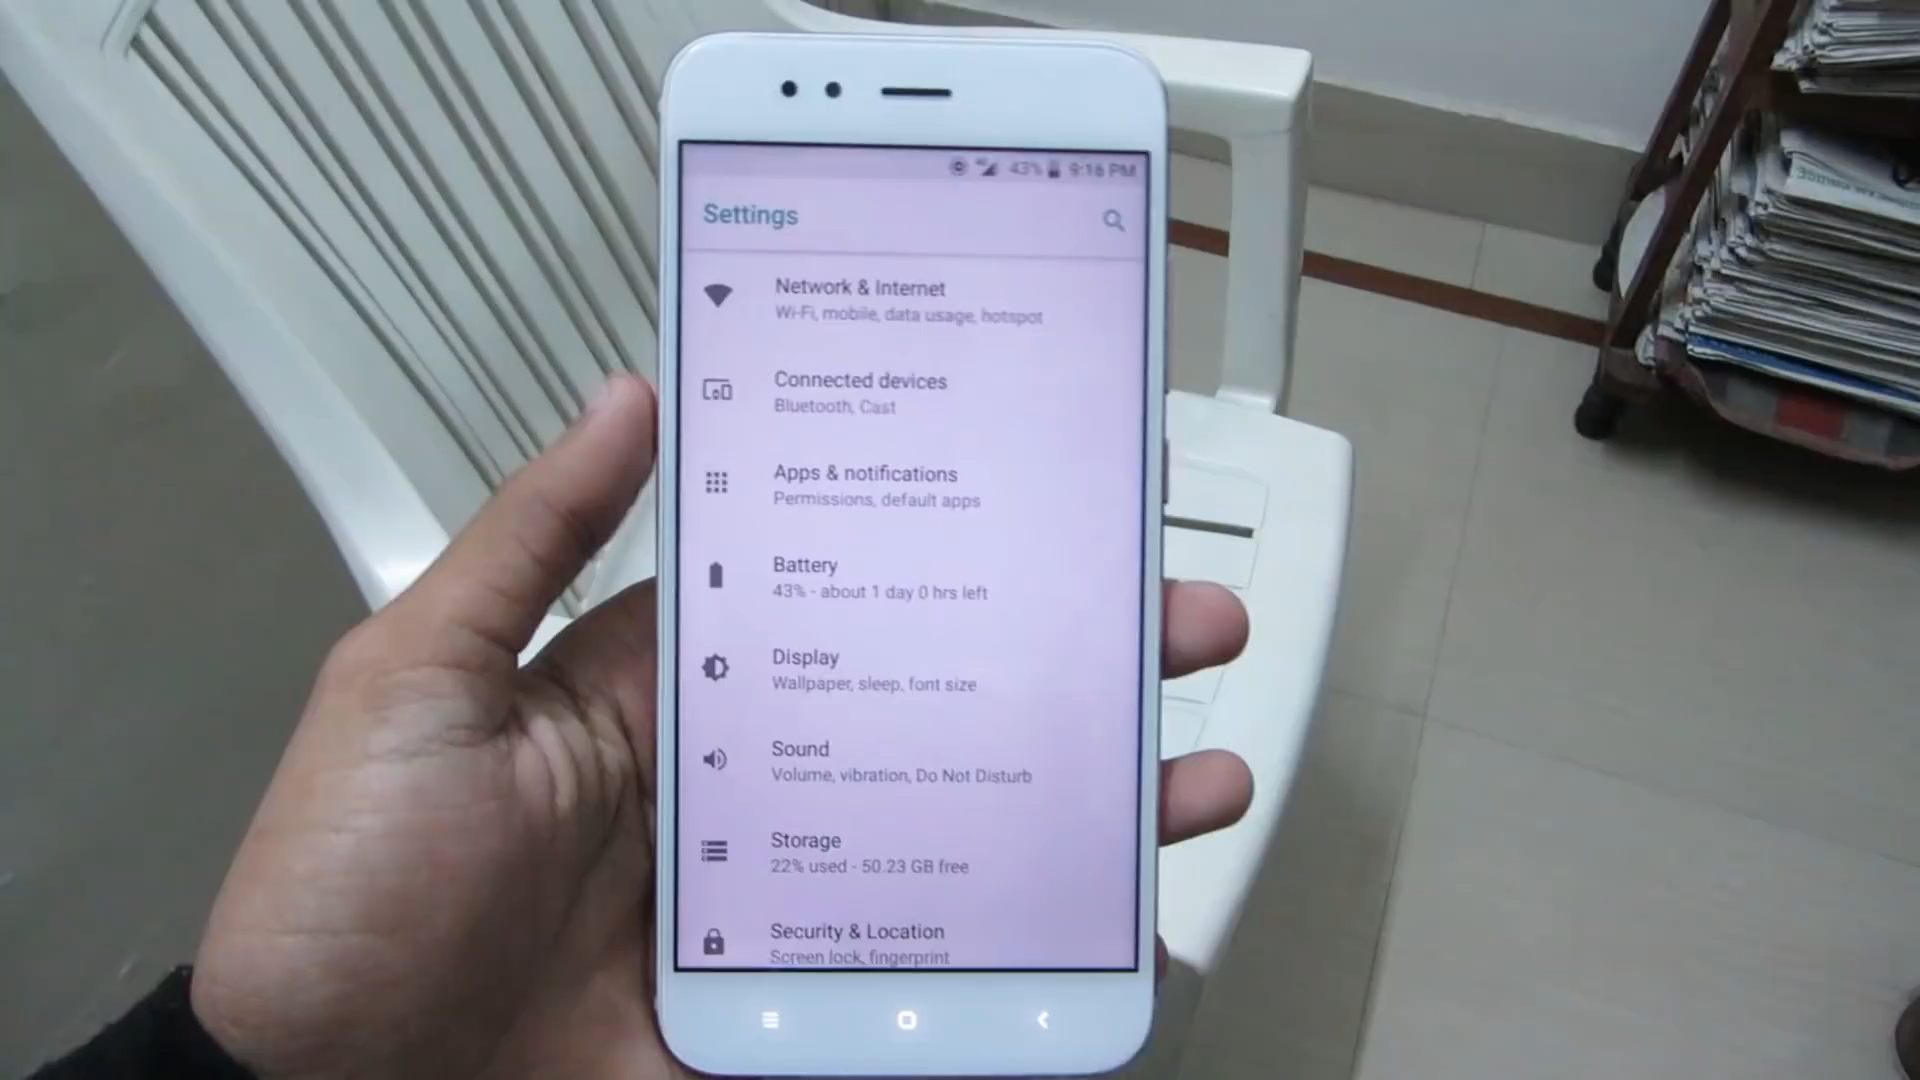 43% 9:16 PM
Settings
Network & Internet
Wi-Fi, mobile, data usage, hotspot
Connected devices
Bluetooth, Cast
Apps & notifications
Permissions, default apps
Battery
43% - about 1 day 0 hrs left
Display
Wallpaper, sleep, font size
Sound
Volume, vibration, Do Not Disturb
Storage
22% used - 50.23 GB free
Security & Location
Screen lock, fingerprint